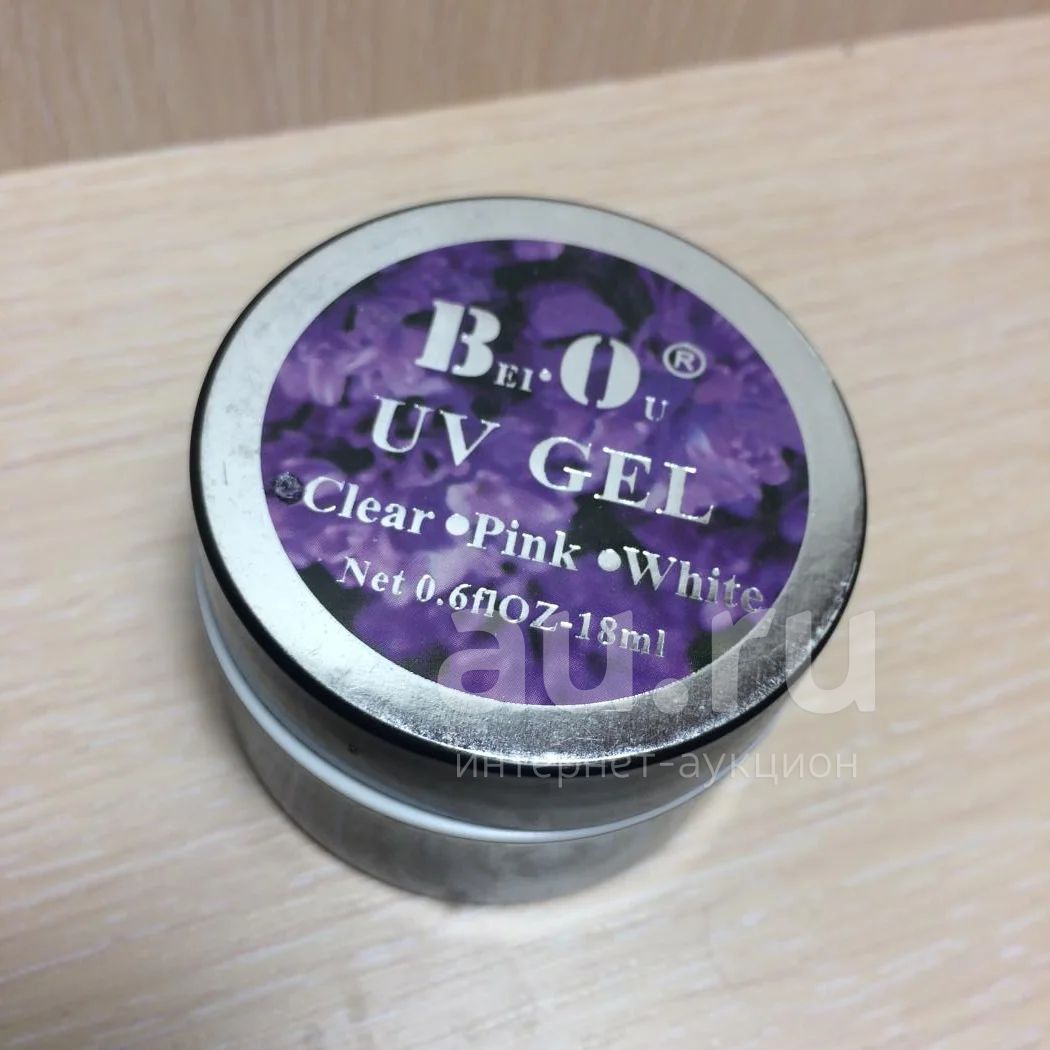 BEI·OU®
UV GEL
Clear •Pink •White
Net 0.6flOZ-18ml
au.ru
интернет-аукцион